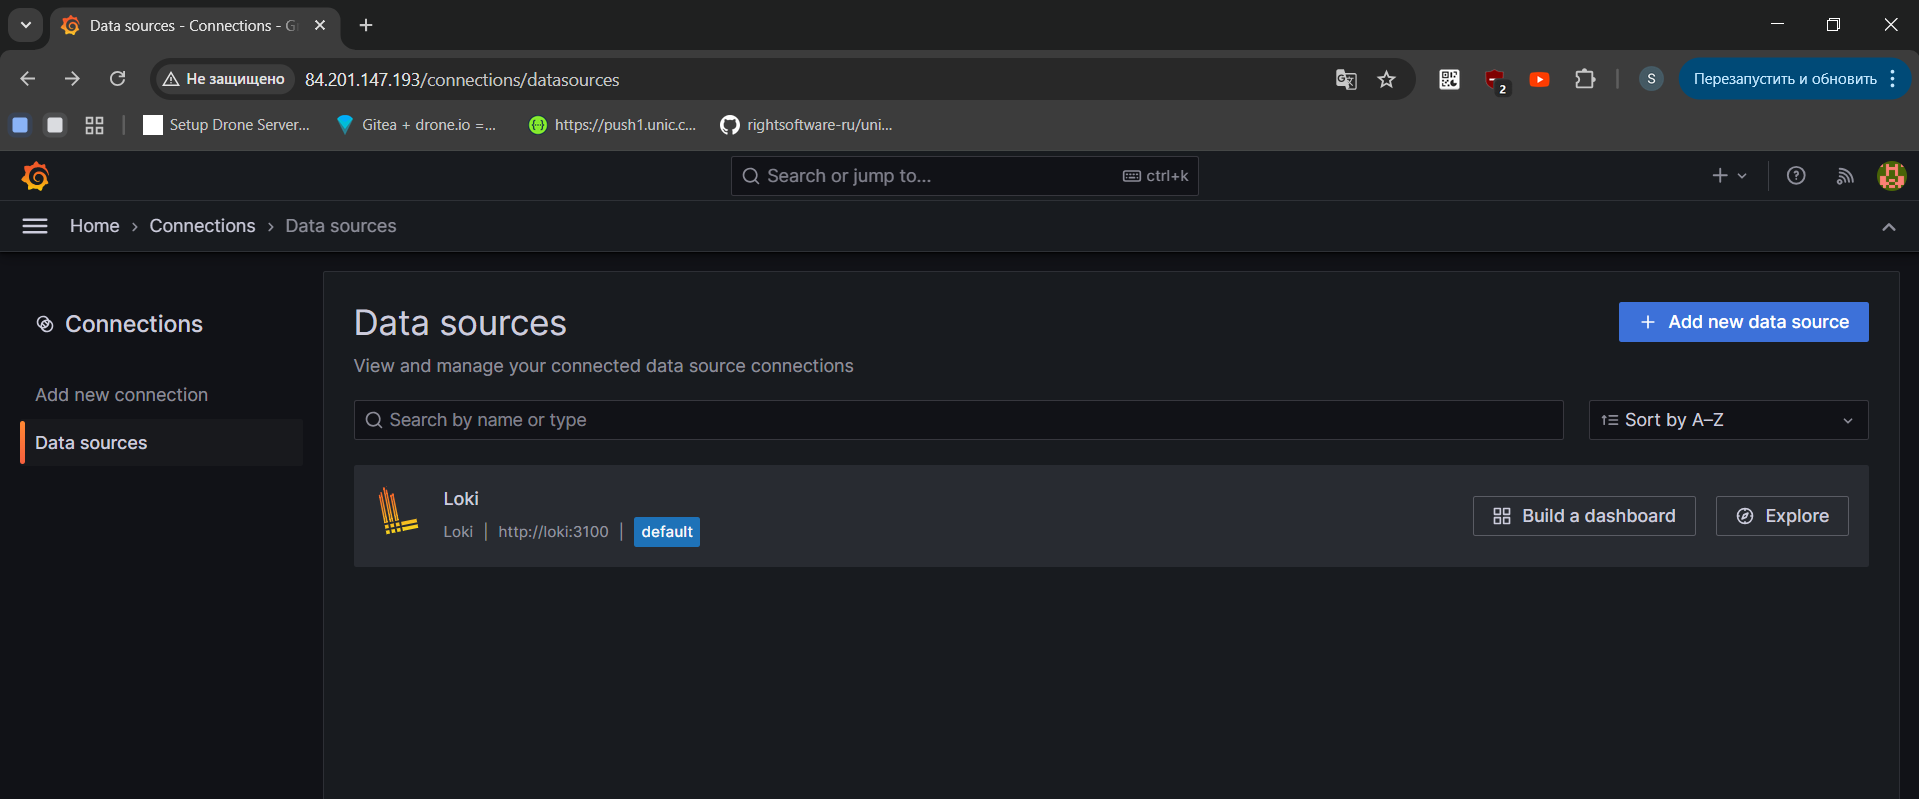 Data sources - Connections - G
Не защищено 84.201.147.193/connections/datasources 2 S Перезапустить и обновить
Setup Drone Server... Gitea + drone.io =... https://push1.unic.c... rightsoftware-ru/uni...
Search or jump to... ctrl+k
Home › Connections › Data sources
Connections
Add new connection
Data sources
Data sources
Add new data source
View and manage your connected data source connections
Search by name or type
Sort by A–Z
Loki
Loki | http://loki:3100 | default
Build a dashboard
Explore